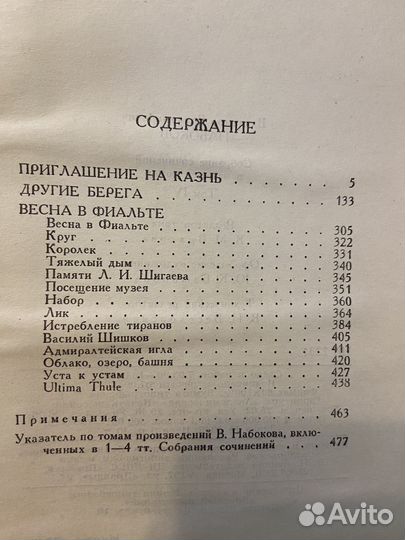 СОДЕРЖАНИЕ
ПРИГЛАШЕНИЕ НА КАЗНЬ . . . . . . . 5
ДРУГИЕ БЕРЕГА . . . . . . . . . . 133
ВЕСНА В ФИАЛЬТЕ
Весна в Фиальте . . . . . . . . . 305
Круг . . . . . . . . . . . . . . 322
Королек . . . . . . . . . . . . . 331
Тяжелый дым . . . . . . . . . . . 340
Памяти Л. И. Шигаева . . . . . . . 345
Посещение музея . . . . . . . . . 351
Набор . . . . . . . . . . . . . . 360
Лик . . . . . . . . . . . . . . . 364
Истребление тиранов . . . . . . . 384
Василий Шишков . . . . . . . . . 405
Адмиралтейская игла . . . . . . . 411
Облако, озеро, башня . . . . . . . 420
Уста к устам . . . . . . . . . . 427
Ultima Thule . . . . . . . . . . 438
Примечания . . . . . . . . . . . 463
Указатель по томам произведений В. Набокова, вклю-
ченных в 1—4 тт. Собрания сочинений . . . . 477
Avito